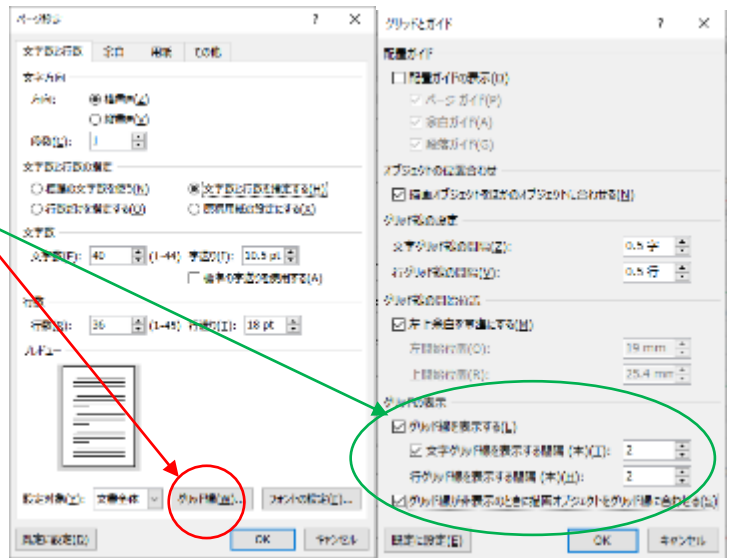 ページ設定 ? ×
文字数と行数 余白 用紙 その他
文字方向
方向: 横書き(Z)
縦書き(V)
段数(C): 1
文字数と行数の指定
標準の文字数を使う(N) 文字数と行数を指定する(H)
行数だけを指定する(O) 原稿用紙の設定にする(X)
文字数
文字数(E): 40 (1-44) 字送り(I): 10.5 pt
標準の字送りを使用する(A)
行数
行数(R): 36 (1-45) 行送り(T): 18 pt
プレビュー
設定対象(Y): 文書全体 グリッド線(W)... フォントの設定(F)...
既定に設定(D) OK キャンセル
グリッドとガイド ? ×
配置ガイド
配置ガイドの表示(D)
ページ ガイド(P)
余白ガイド(A)
段落ガイド(G)
オブジェクトの位置合わせ
描画オブジェクトをほかのオブジェクトに合わせる(N)
グリッド線の設定
文字グリッド線の間隔(Z): 0.5 字
行グリッド線の間隔(V): 0.5 行
グリッド線の開始位置
左上余白を基準にする(M)
左開始位置(O): 19 mm
上開始位置(R): 25.4 mm
グリッドの表示
グリッド線を表示する(L)
文字グリッド線を表示する間隔 (本)(T): 2
行グリッド線を表示する間隔 (本)(H): 2
グリッド線が非表示のときに描画オブジェクトをグリッド線に合わせる(S)
既定に設定(E) OK キャンセル